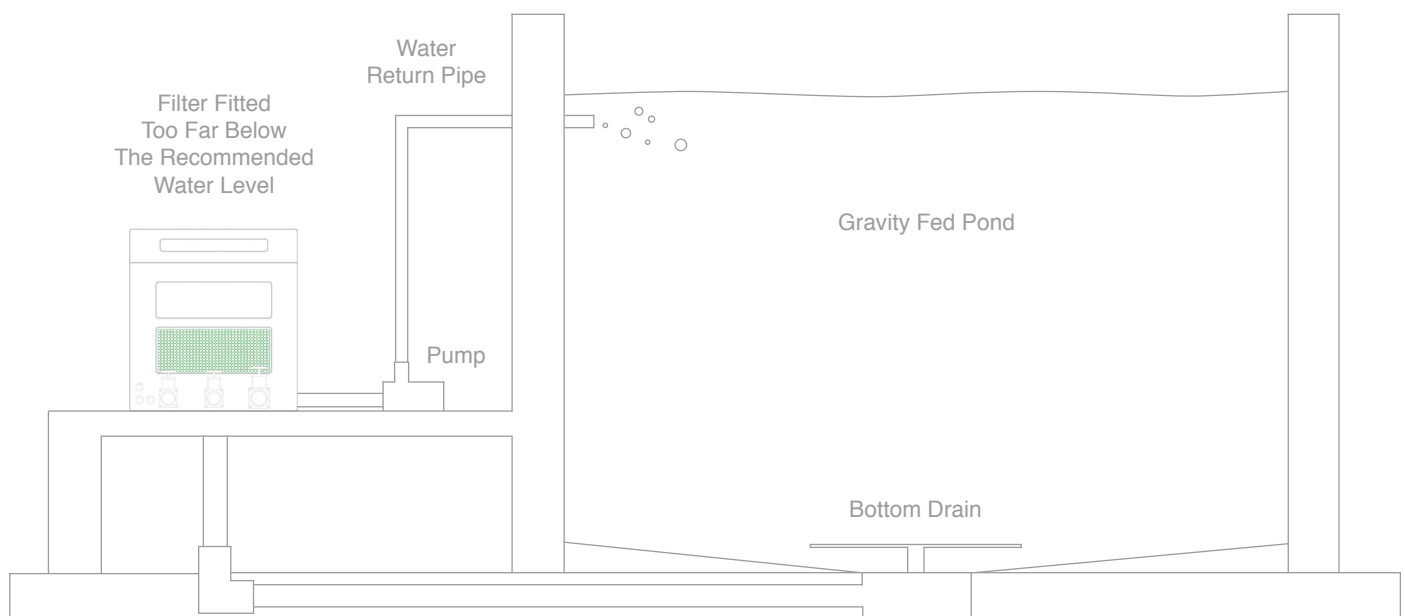 Water
Return Pipe
Filter Fitted
Too Far Below
The Recommended
Water Level
Gravity Fed Pond
Pump
Bottom Drain